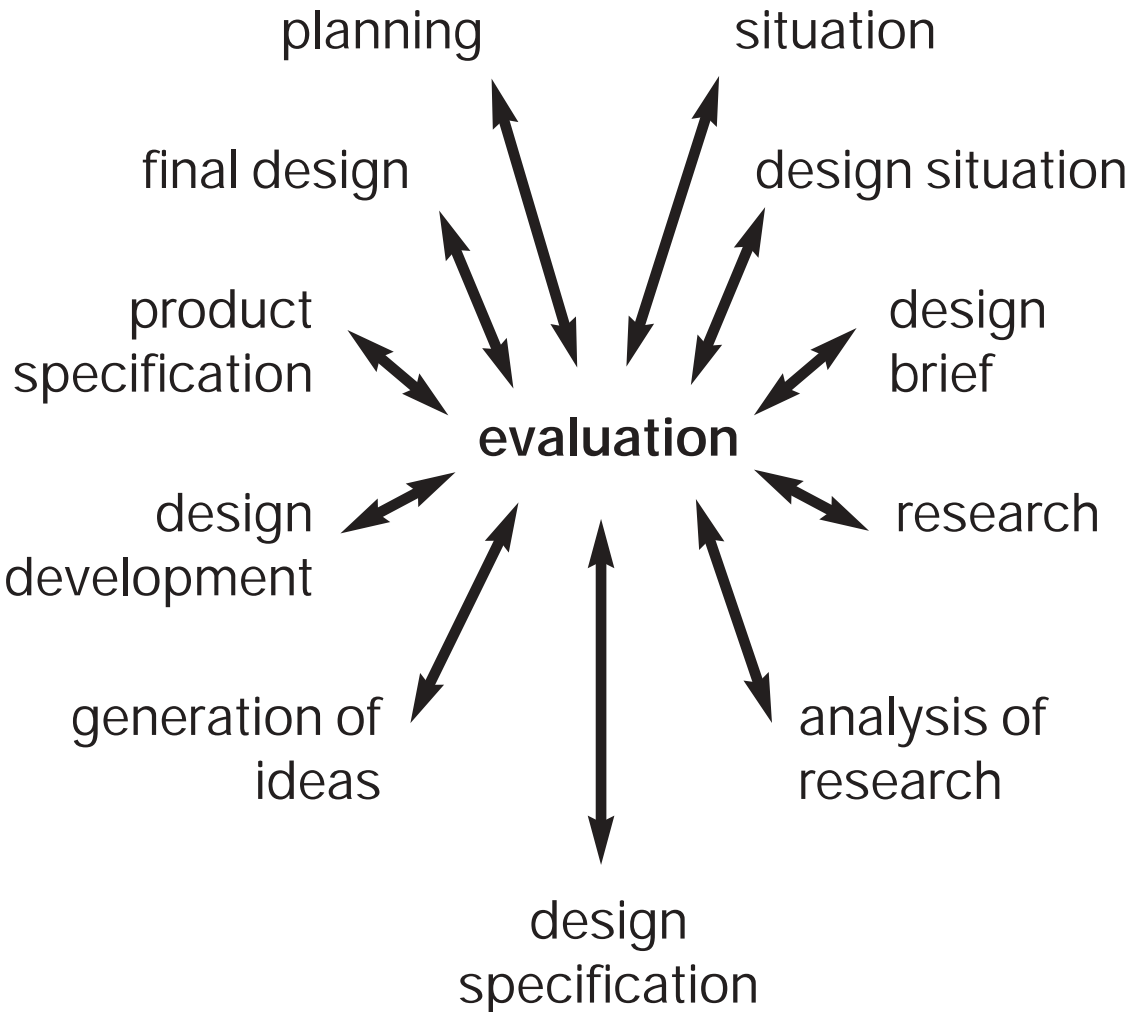 planning
situation
final design
design situation
product
specification
design
brief
evaluation
design
development
research
generation of
ideas
analysis of
research
design
specification